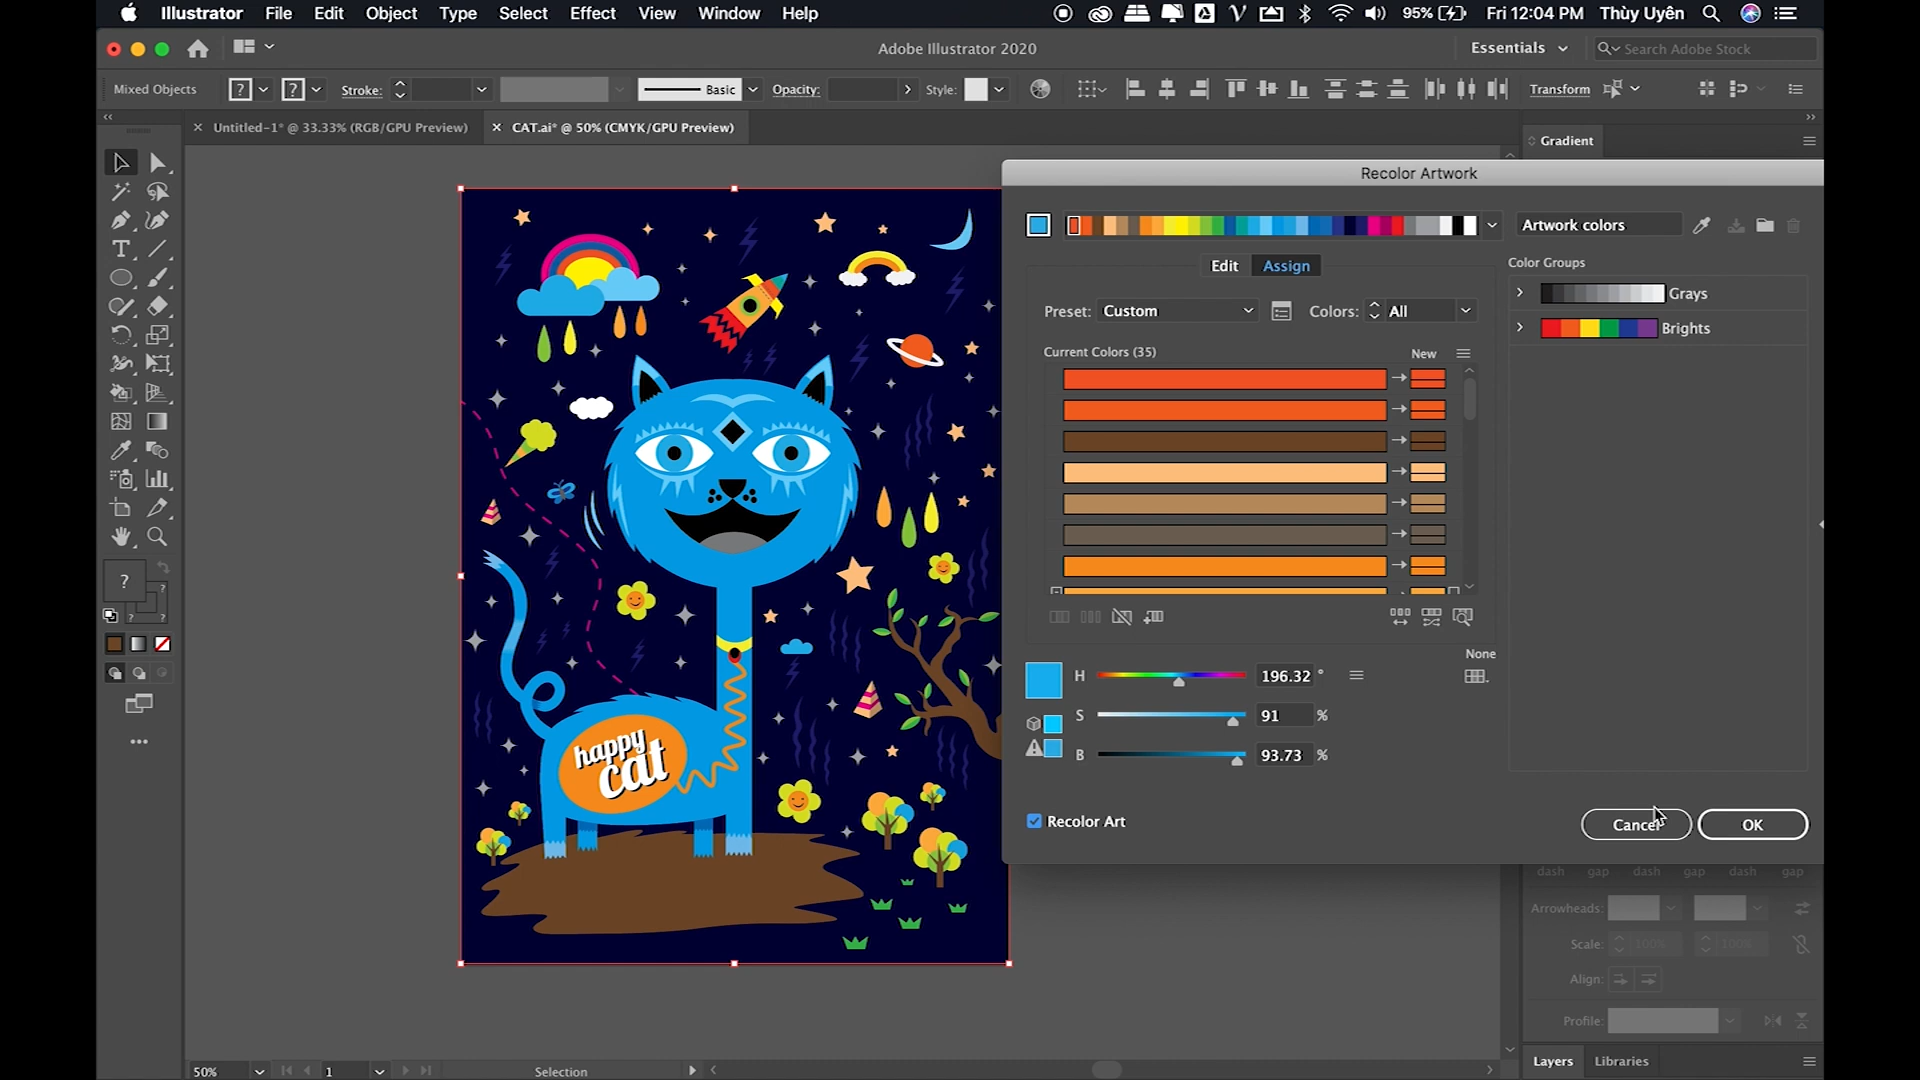 Illustrator File Edit Object Type Select Effect View Window Help 95% Fri 12:04 PM Thùy Uyên
Adobe Illustrator 2020 Essentials Search Adobe Stock
Mixed Objects ? ? Stroke: Basic Opacity: Style: Transform
Untitled-1* @ 33.33% (RGB/GPU Preview) CAT.ai* @ 50% (CMYK/GPU Preview)
Gradient
Recolor Artwork
Artwork colors
Edit Assign
Color Groups
Preset: Custom Colors: All
Grays
Brights
Current Colors (35) New
None
H 196.32 °
S 91 %
B 93.73 %
Recolor Art
Cancel OK
happy
cat
dash gap dash gap dash gap
Arrowheads:
Scale: 100% 100%
Align:
Profile:
Layers Libraries
50% 1 Selection